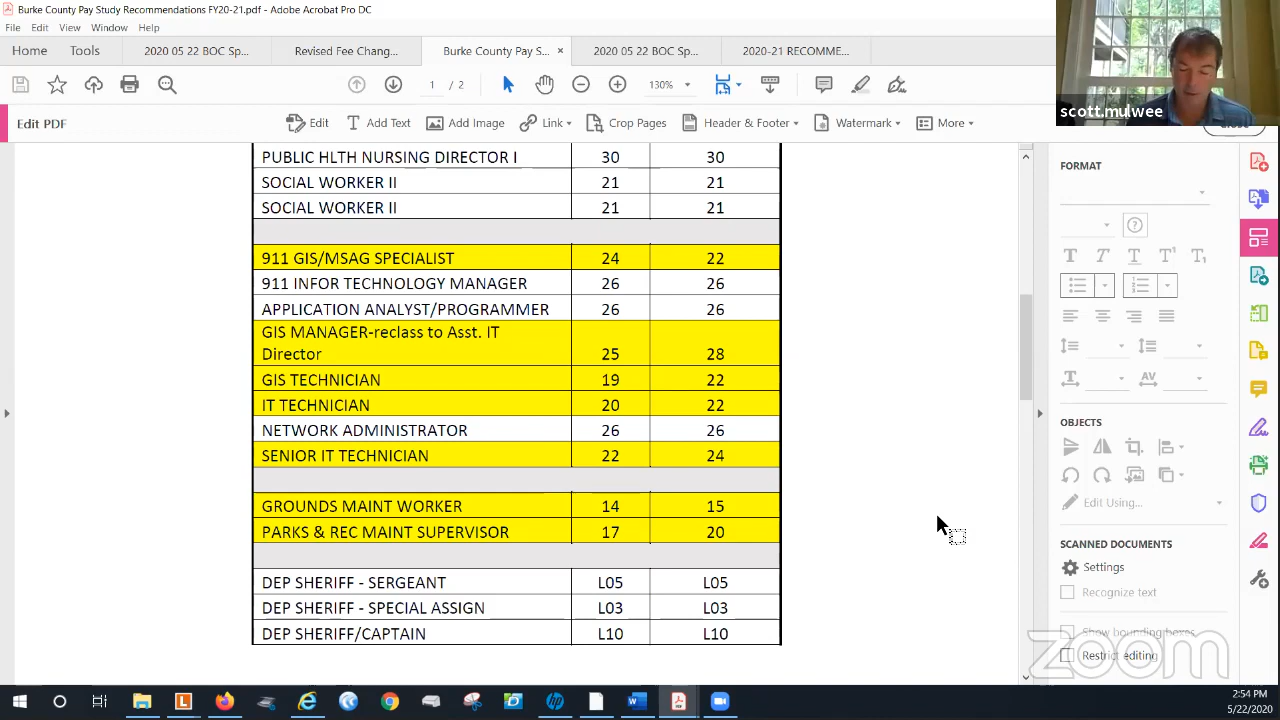 Burke County Pay Study Recommendations FY20-21.pdf - Adobe Acrobat Pro DC
File Edit View Window Help
Home Tools 2020 05 22 BOC Sp... Revised Fee Chang... Burke County Pay S... × 2020 05 22 BOC Sp... 2020-21 RECOMME...
1 / 2 130%
scott.mulwee
Edit PDF Edit Add Image Link Crop Pages Header & Footer Watermark More
PUBLIC HLTH NURSING DIRECTOR I 30 30
SOCIAL WORKER II 21 21
SOCIAL WORKER II 21 21
911 GIS/MSAG SPECIALIST 24 22
911 INFOR TECHNOLOGY MANAGER 26 26
APPLICATION ANALYST/PROGRAMMER 26 26
GIS MANAGER-reclass to Asst. IT
Director 25 28
GIS TECHNICIAN 19 22
IT TECHNICIAN 20 22
NETWORK ADMINISTRATOR 26 26
SENIOR IT TECHNICIAN 22 24
GROUNDS MAINT WORKER 14 15
PARKS & REC MAINT SUPERVISOR 17 20
DEP SHERIFF - SERGEANT L05 L05
DEP SHERIFF - SPECIAL ASSIGN L03 L03
DEP SHERIFF/CAPTAIN L10 L10
FORMAT
OBJECTS
Edit Using...
SCANNED DOCUMENTS
Settings
Recognize text
Show bounding boxes
Restrict editing
zoom
2:54 PM
5/22/2020